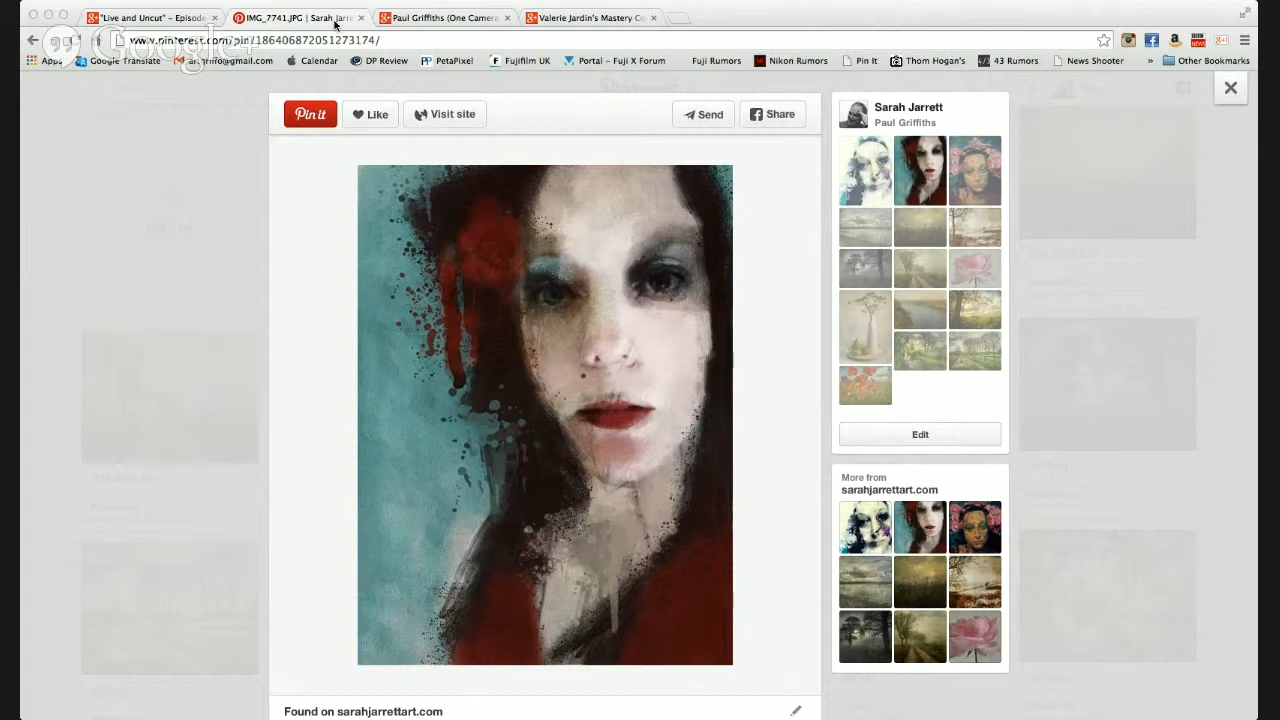 "Live and Uncut" – Episode
IMG_7741.JPG | Sarah Jarre
Paul Griffiths (One Camera
Valerie Jardin's Mastery Co
www.pinterest.com/pin/186406872051273174/
Google+
Apps
Google Translate
Calendar
DP Review
PetaPixel
Fujifilm UK
Portal – Fuji X Forum
Fuji Rumors
Nikon Rumors
Pin It
Thom Hogan's
43 Rumors
News Shooter
»
Other Bookmarks
Pin it
Like
Visit site
Send
Share
Sarah Jarrett
Paul Griffiths
Edit
More from
sarahjarrettart.com
Found on sarahjarrettart.com